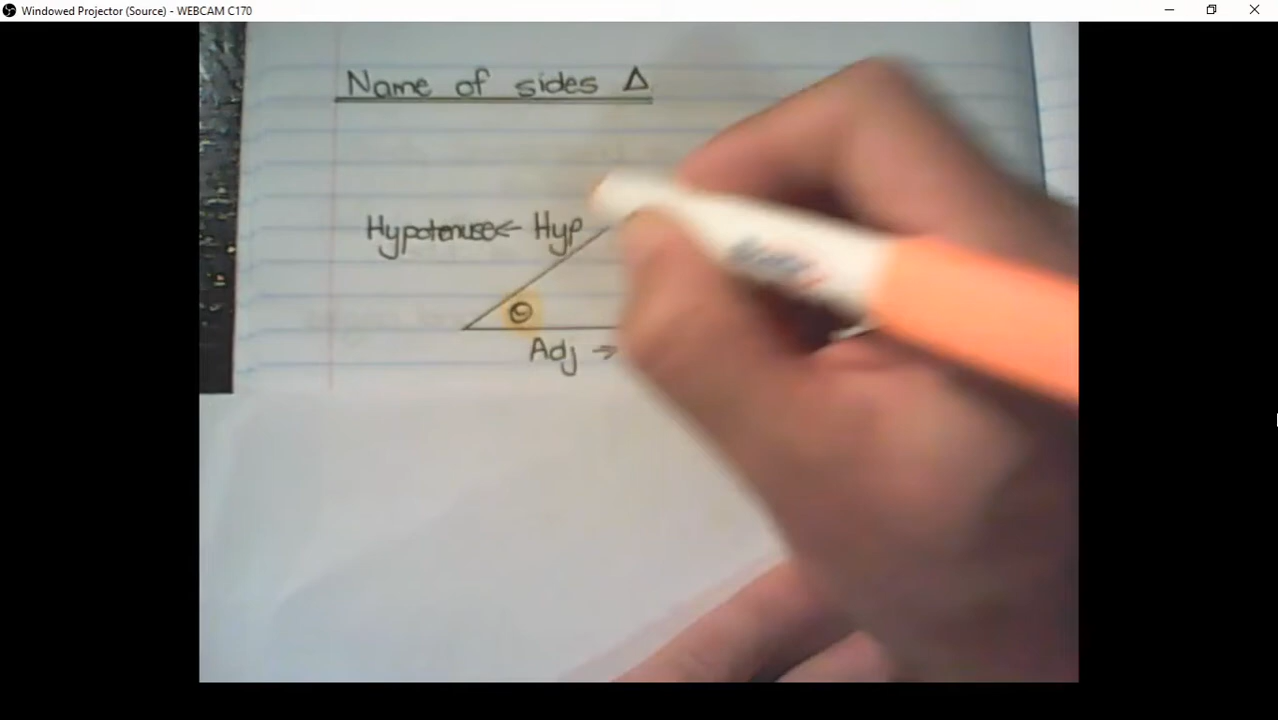 Windowed Projector (Source) - WEBCAM C170
Name of sides Δ
Hypotenuse ← Hyp
Θ
Adj →